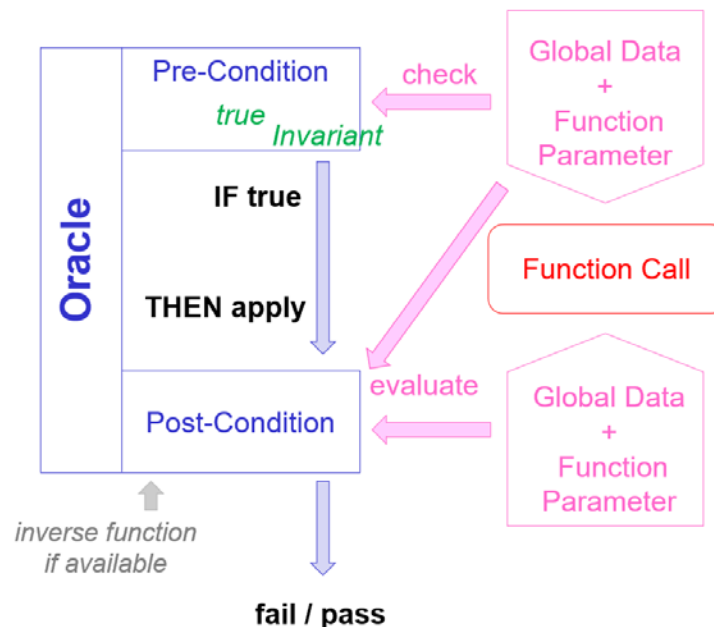 Oracle
Pre-Condition
true
Invariant
check
Global Data
+
Function
Parameter
IF true
THEN apply
Function Call
evaluate
Post-Condition
Global Data
+
Function
Parameter
inverse function
if available
fail / pass